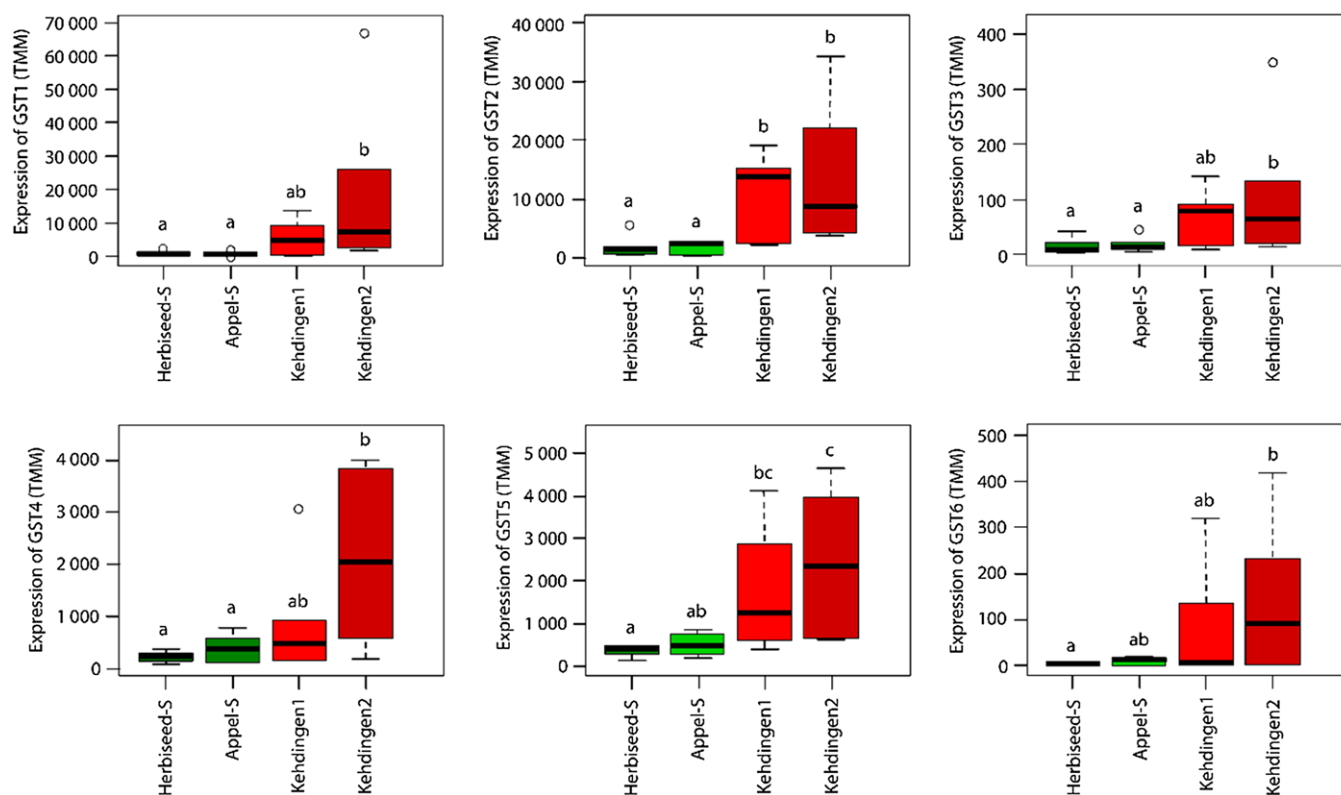 Expression of GST1 (TMM)
70 000
60 000
50 000
40 000
30 000
20 000
10 000
0
a
a
ab
b
Herbiseed-S
Appel-S
Kehdingen1
Kehdingen2
Expression of GST2 (TMM)
40 000
30 000
20 000
10 000
0
a
a
b
b
Herbiseed-S
Appel-S
Kehdingen1
Kehdingen2
Expression of GST3 (TMM)
400
300
200
100
0
a
a
ab
b
Herbiseed-S
Appel-S
Kehdingen1
Kehdingen2
Expression of GST4 (TMM)
4 000
3 000
2 000
1 000
0
a
a
ab
b
Herbiseed-S
Appel-S
Kehdingen1
Kehdingen2
Expression of GST5 (TMM)
5 000
4 000
3 000
2 000
1 000
0
a
ab
bc
c
Herbiseed-S
Appel-S
Kehdingen1
Kehdingen2
Expression of GST6 (TMM)
500
400
300
200
100
0
a
ab
ab
b
Herbiseed-S
Appel-S
Kehdingen1
Kehdingen2